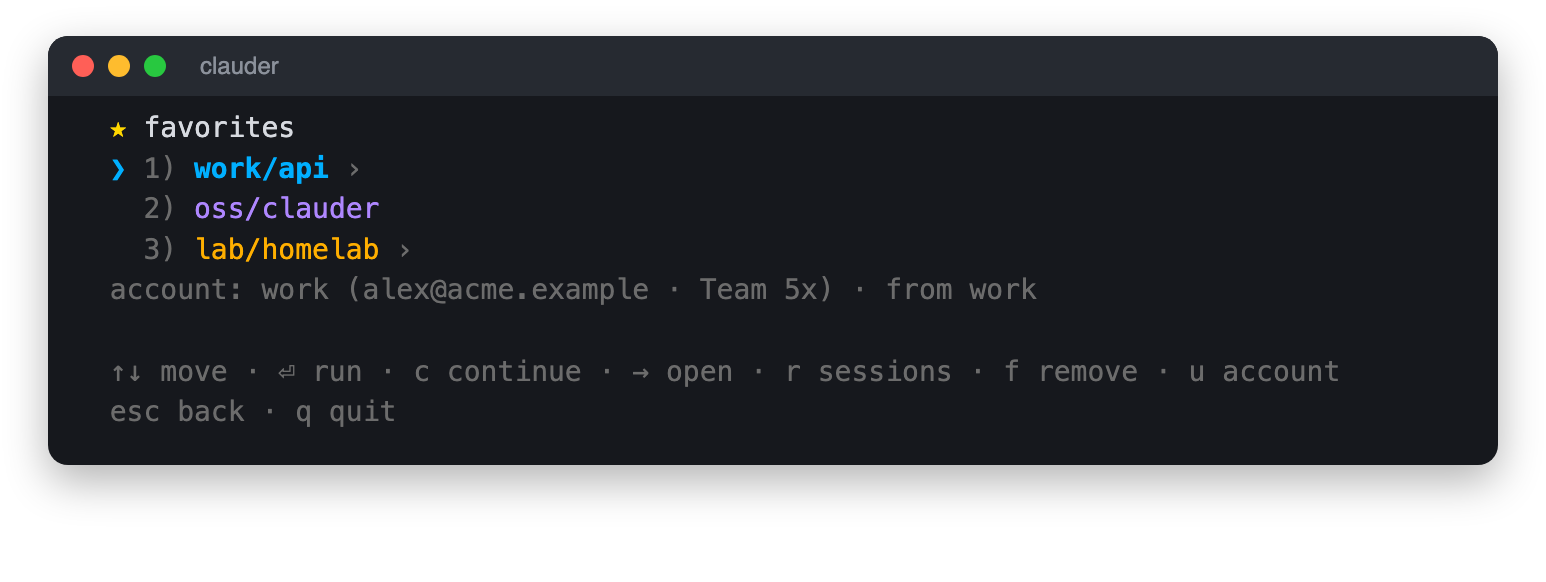 clauder
★ favorites
❯ 1) work/api ›
2) oss/clauder
3) lab/homelab ›
account: work (alex@acme.example · Team 5x) · from work
↑↓ move · ⏎ run · c continue · → open · r sessions · f remove · u account
esc back · q quit